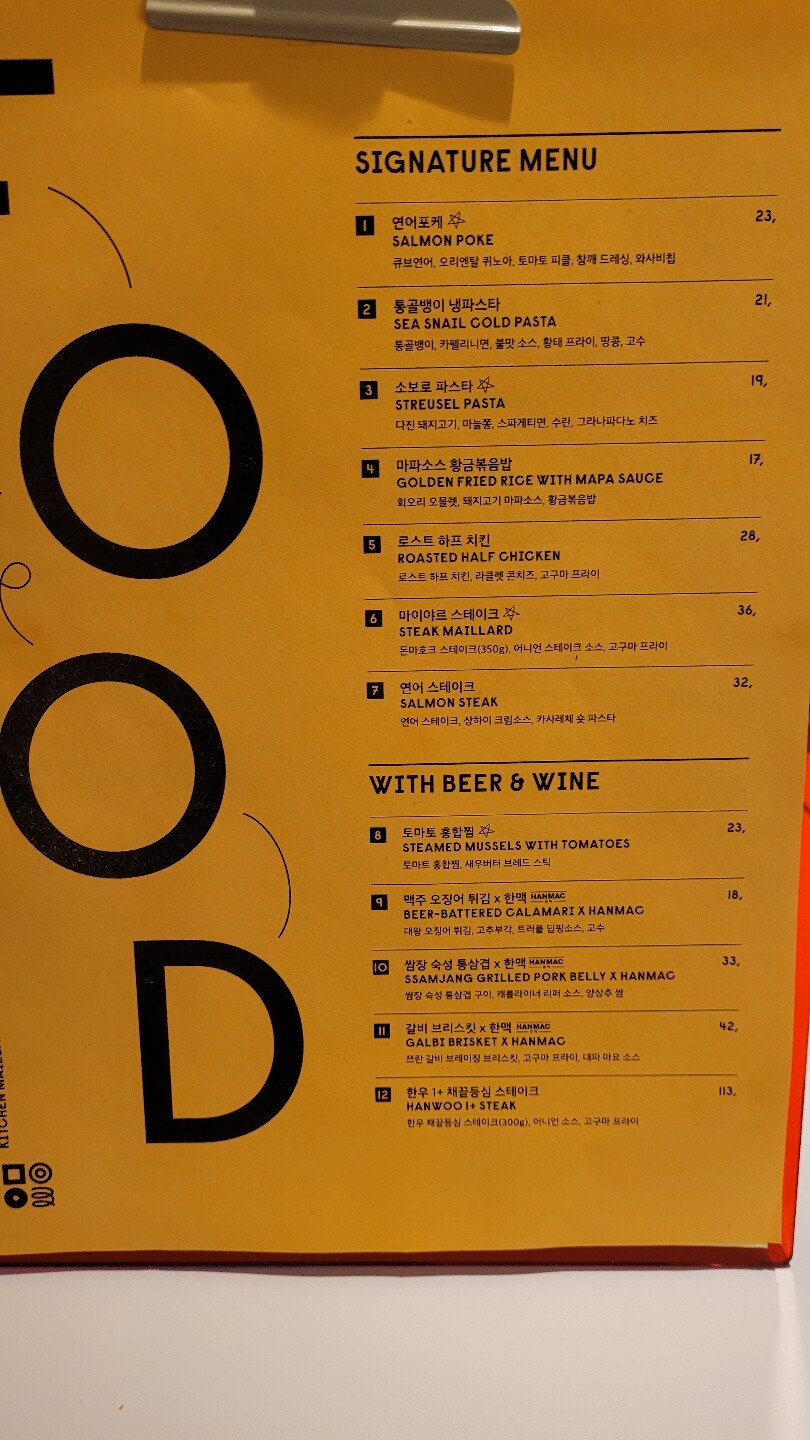 FOOD
KITCHEN
SIGNATURE MENU
1 연어포케 23,
SALMON POKE
큐브연어, 오리엔탈 퀴노아, 토마토 피클, 참깨 드레싱, 와사비칩
2 통골뱅이 냉파스타 21,
SEA SNAIL COLD PASTA
통골뱅이, 카펠리니면, 불맛 소스, 황태 프라이, 땅콩, 고수
3 소보로 파스타 19,
STREUSEL PASTA
다진 돼지고기, 마늘쫑, 스파게티면, 수란, 그라나파다노 치즈
4 마파소스 황금볶음밥 17,
GOLDEN FRIED RICE WITH MAPA SAUCE
회오리 오믈렛, 돼지고기 마파소스, 황금볶음밥
5 로스트 하프 치킨 28,
ROASTED HALF CHICKEN
로스트 하프 치킨, 라클렛 콘치즈, 고구마 프라이
6 마이야르 스테이크 36,
STEAK MAILLARD
돈마호크 스테이크(350g), 어니언 스테이크 소스, 고구마 프라이
7 연어 스테이크 32,
SALMON STEAK
연어 스테이크, 상하이 크림소스, 카사레체 숏 파스타
WITH BEER & WINE
8 토마토 홍합찜 23,
STEAMED MUSSELS WITH TOMATOES
토마토 홍합찜, 새우버터 브레드 스틱
9 맥주 오징어 튀김 x 한맥 HANMAC 18,
BEER-BATTERED CALAMARI X HANMAC
대왕 오징어 튀김, 고추부각, 트러플 딥핑소스, 고수
10 쌈장 숙성 통삼겹 x 한맥 HANMAC 33,
SSAMJANG GRILLED PORK BELLY X HANMAC
쌈장 숙성 통삼겹 구이, 캐롤라이너 리퍼 소스, 양상추 쌈
11 갈비 브리스킷 x 한맥 HANMAC 42,
GALBI BRISKET X HANMAC
쯔란 갈비 브레이징 브리스킷, 고구마 프라이, 대파 마요 소스
12 한우 1+ 채끝등심 스테이크 113,
HANWOO 1+ STEAK
한우 채끝등심 스테이크(300g), 어니언 소스, 고구마 프라이